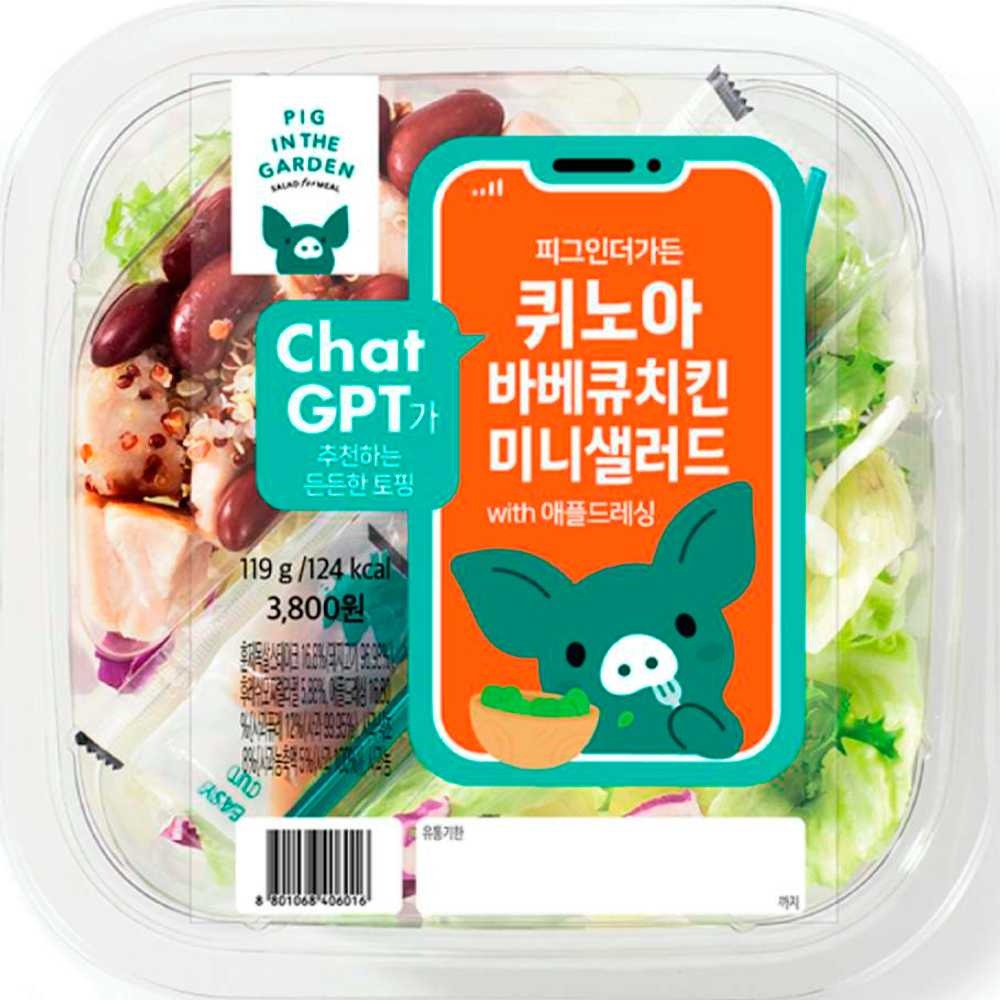 PIG
IN THE
GARDEN
SALAD for MEAL
피그인더가든
퀴노아
바베큐치킨
미니샐러드
with 애플드레싱
Chat
GPT가
추천하는
든든한 토핑
119 g /124 kcal
3,800원
EASY CUT
유통기한
까지
8 801068 406016